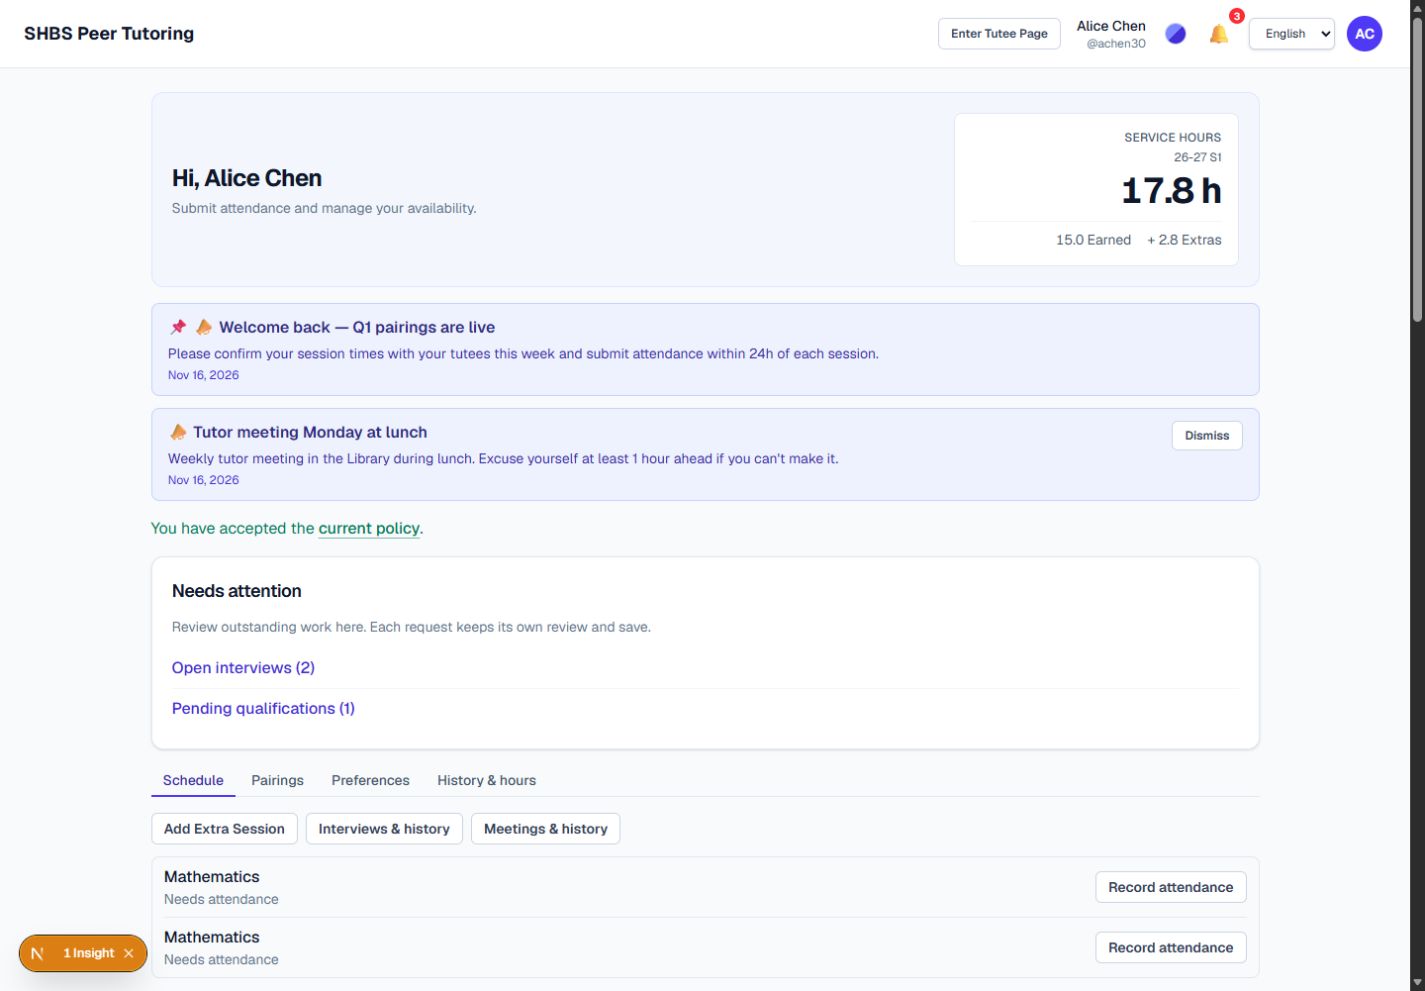 SHBS Peer Tutoring
Enter Tutee Page
Alice Chen
@achen30
3
English
AC
Hi, Alice Chen
Submit attendance and manage your availability.
SERVICE HOURS
26-27 S1
17.8 h
15.0 Earned + 2.8 Extras
Welcome back — Q1 pairings are live
Please confirm your session times with your tutees this week and submit attendance within 24h of each session.
Nov 16, 2026
Tutor meeting Monday at lunch
Dismiss
Weekly tutor meeting in the Library during lunch. Excuse yourself at least 1 hour ahead if you can't make it.
Nov 16, 2026
You have accepted the current policy.
Needs attention
Review outstanding work here. Each request keeps its own review and save.
Open interviews (2)
Pending qualifications (1)
Schedule Pairings Preferences History & hours
Add Extra Session Interviews & history Meetings & history
Mathematics
Needs attendance
Record attendance
Mathematics
Needs attendance
Record attendance
N 1 Insight ×